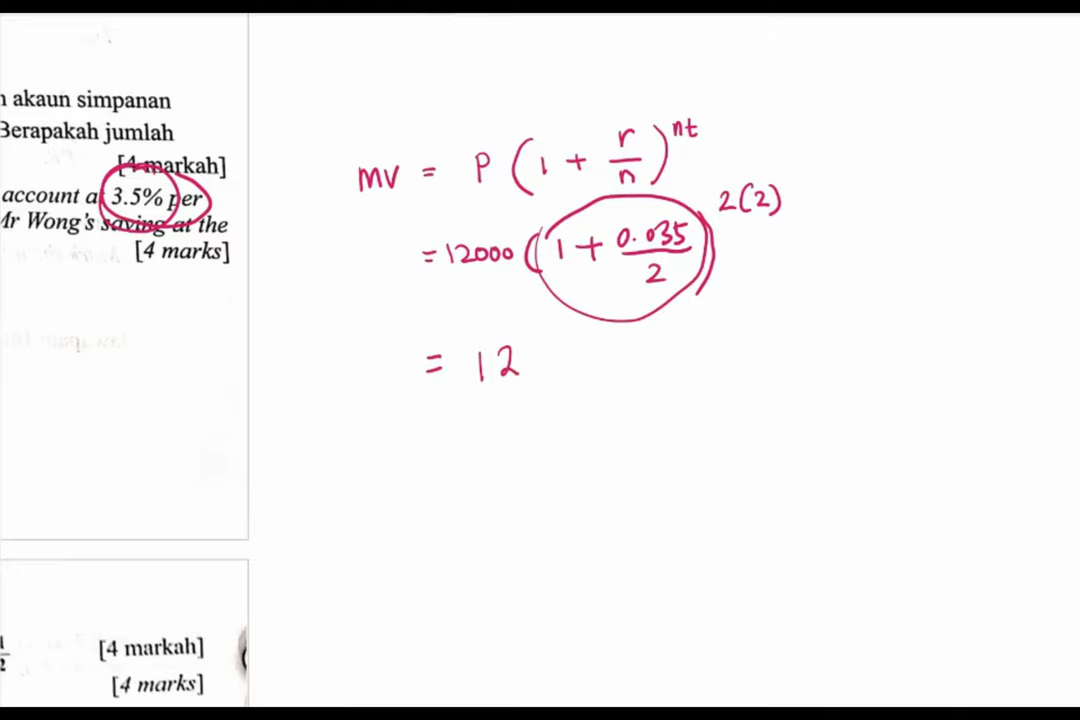 akaun simpanan
Berapakah jumlah
[4 markah]
account at 3.5% per
Mr Wong's saving at the
[4 marks]
MV = P (1 + r/n)^nt
= 12000 (1 + 0.035/2)^2(2)
= 12
[4 markah]
[4 marks]